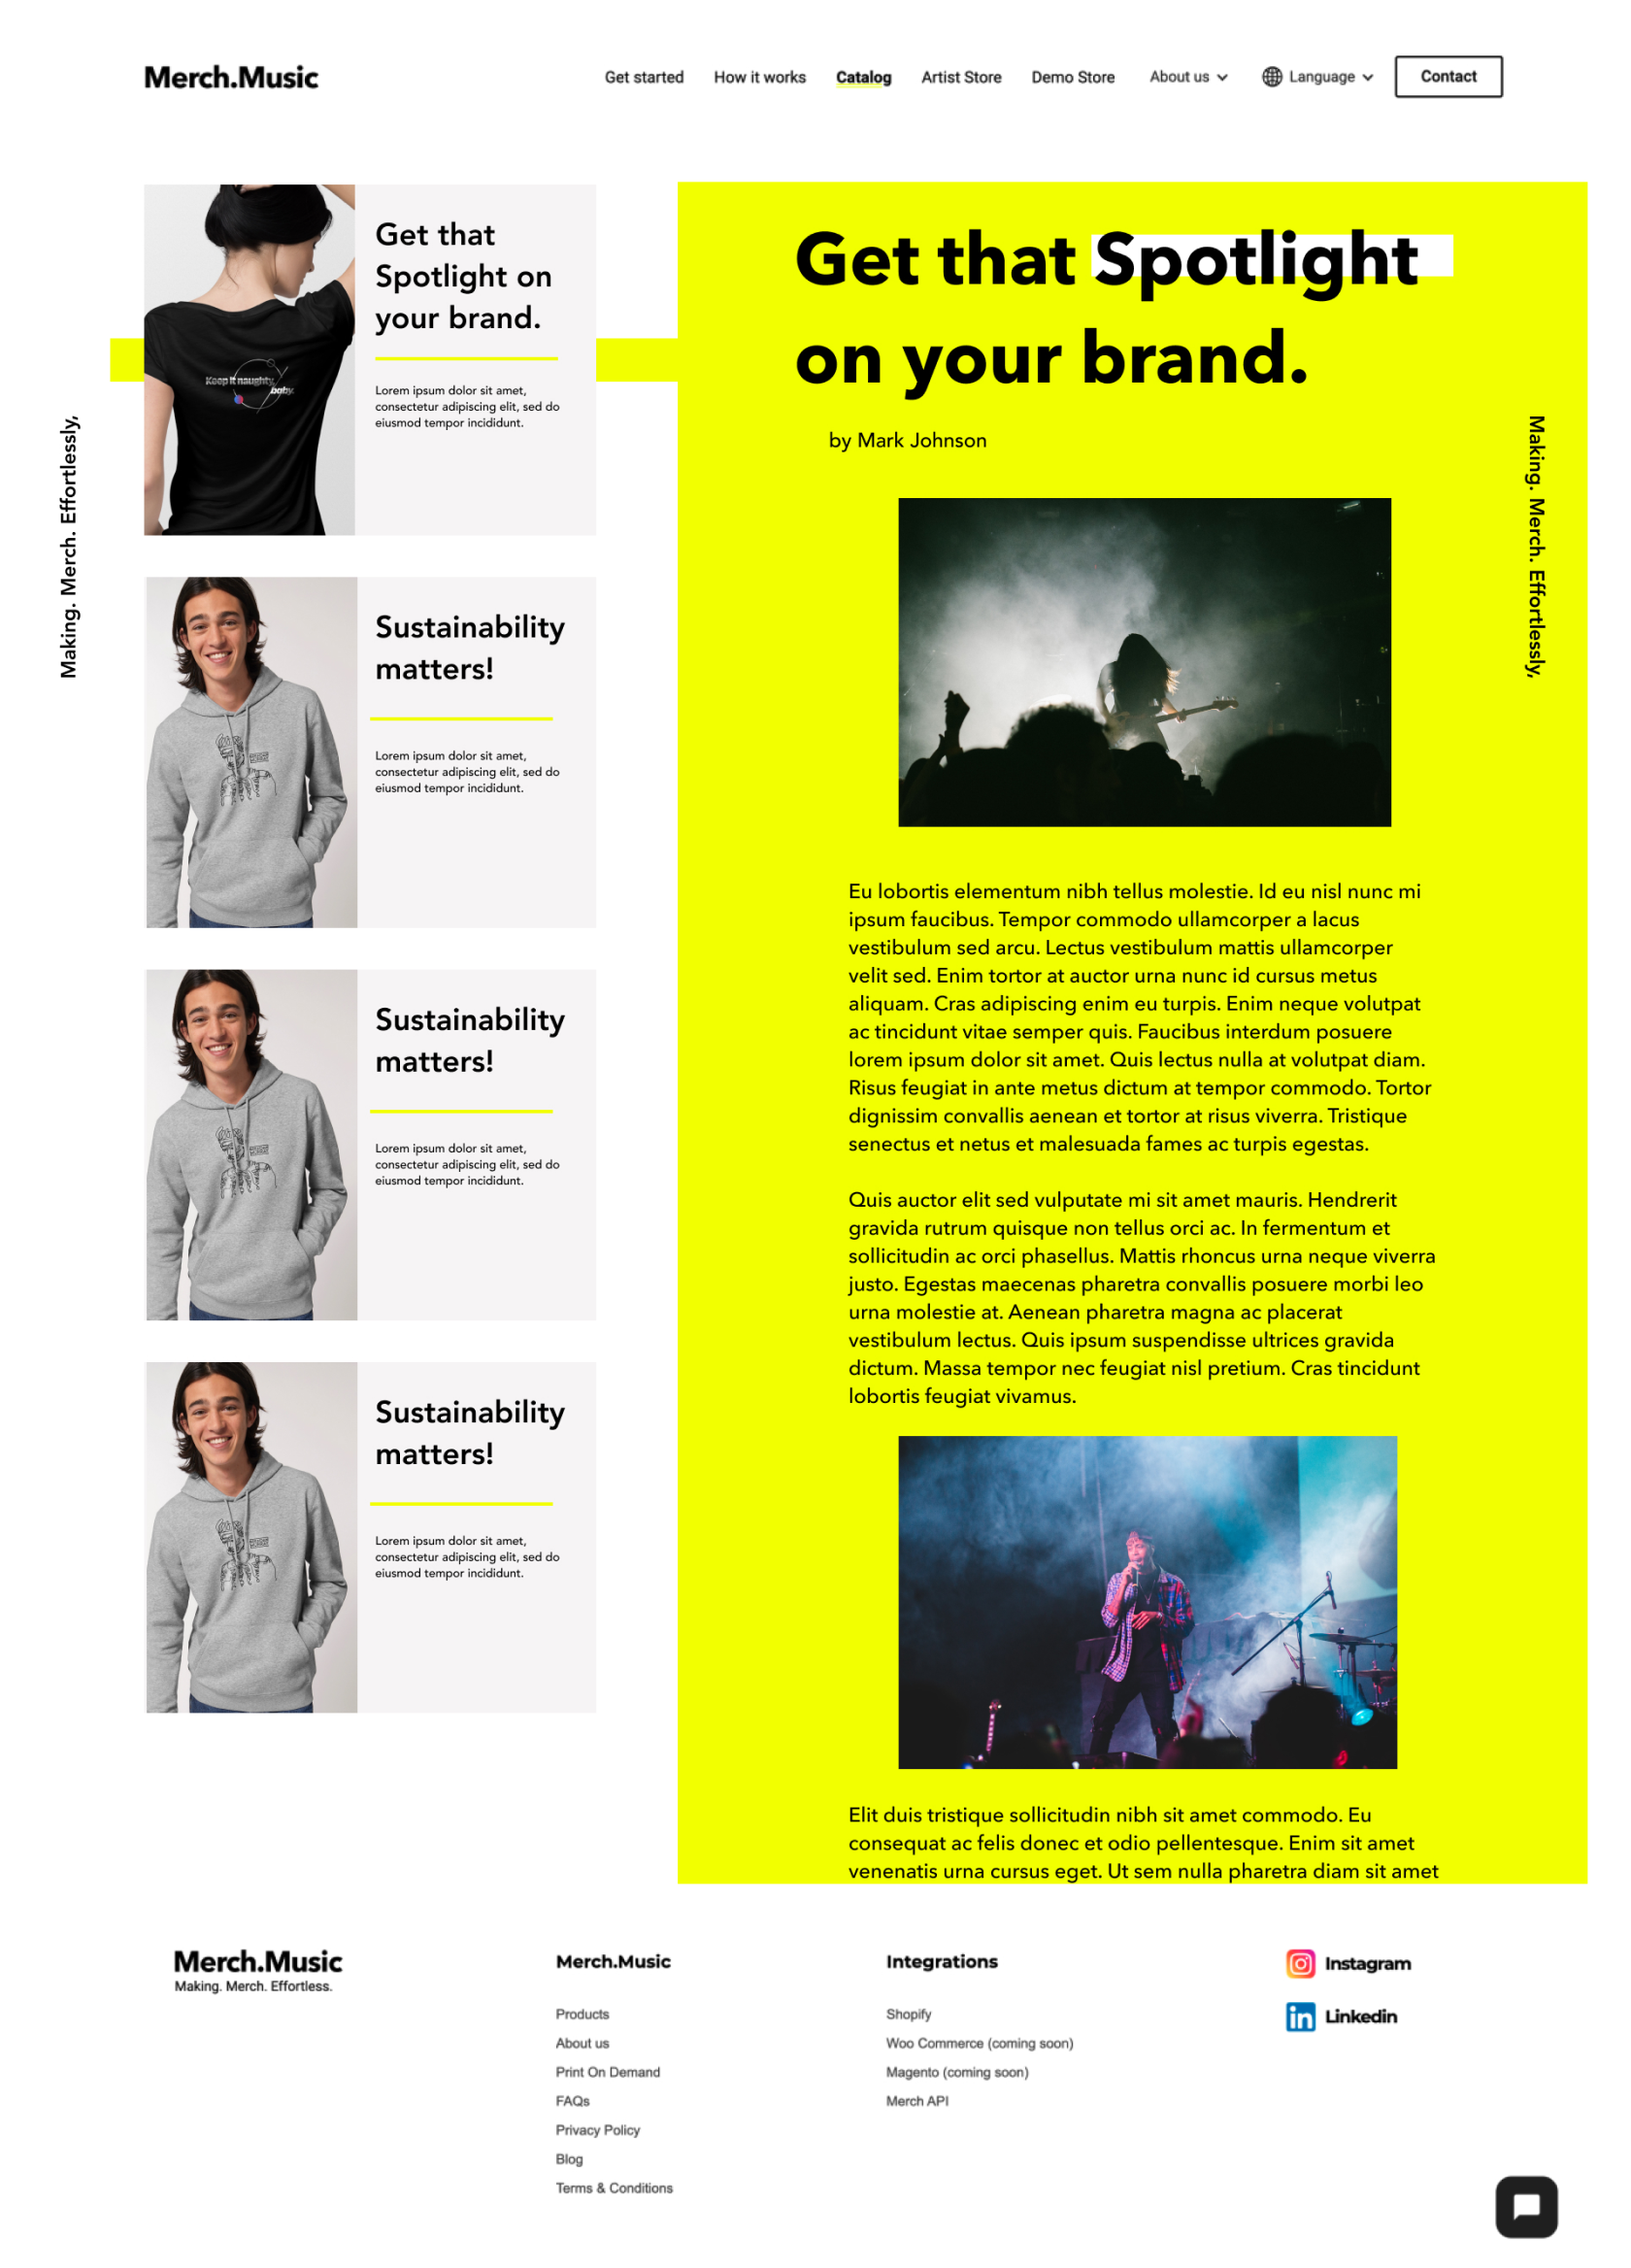 Merch.Music
Get started
How it works
Catalog
Artist Store
Demo Store
About us
Language
Contact
Making. Merch. Effortlessly,
Keep it naughty,
baby.
Get that
Spotlight on
your brand.
Lorem ipsum dolor sit amet,
consectetur adipiscing elit, sed do
eiusmod tempor incididunt.
Sustainability
matters!
Lorem ipsum dolor sit amet,
consectetur adipiscing elit, sed do
eiusmod tempor incididunt.
Sustainability
matters!
Lorem ipsum dolor sit amet,
consectetur adipiscing elit, sed do
eiusmod tempor incididunt.
Sustainability
matters!
Lorem ipsum dolor sit amet,
consectetur adipiscing elit, sed do
eiusmod tempor incididunt.
Get that Spotlight
on your brand.
by Mark Johnson
Making. Merch. Effortlessly,
Eu lobortis elementum nibh tellus molestie. Id eu nisl nunc mi
ipsum faucibus. Tempor commodo ullamcorper a lacus
vestibulum sed arcu. Lectus vestibulum mattis ullamcorper
velit sed. Enim tortor at auctor urna nunc id cursus metus
aliquam. Cras adipiscing enim eu turpis. Enim neque volutpat
ac tincidunt vitae semper quis. Faucibus interdum posuere
lorem ipsum dolor sit amet. Quis lectus nulla at volutpat diam.
Risus feugiat in ante metus dictum at tempor commodo. Tortor
dignissim convallis aenean et tortor at risus viverra. Tristique
senectus et netus et malesuada fames ac turpis egestas.
Quis auctor elit sed vulputate mi sit amet mauris. Hendrerit
gravida rutrum quisque non tellus orci ac. In fermentum et
sollicitudin ac orci phasellus. Mattis rhoncus urna neque viverra
justo. Egestas maecenas pharetra convallis posuere morbi leo
urna molestie at. Aenean pharetra magna ac placerat
vestibulum lectus. Quis ipsum suspendisse ultrices gravida
dictum. Massa tempor nec feugiat nisl pretium. Cras tincidunt
lobortis feugiat vivamus.
Elit duis tristique sollicitudin nibh sit amet commodo. Eu
consequat ac felis donec et odio pellentesque. Enim sit amet
venenatis urna cursus eget. Ut sem nulla pharetra diam sit amet
Merch.Music
Making. Merch. Effortless.
Merch.Music
Products
About us
Print On Demand
FAQs
Privacy Policy
Blog
Terms & Conditions
Integrations
Shopify
Woo Commerce (coming soon)
Magento (coming soon)
Merch API
Instagram
Linkedin